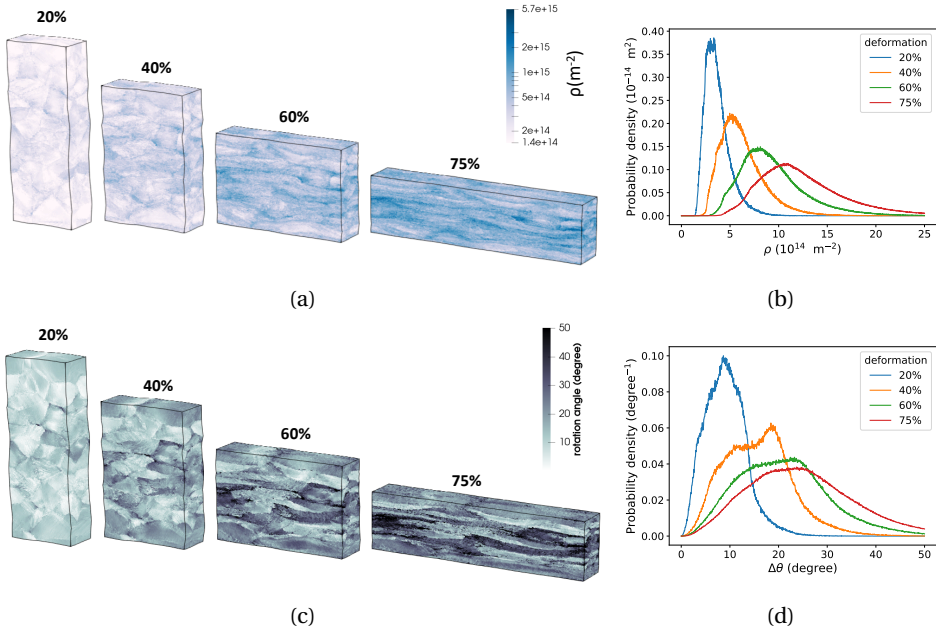 20%
40%
60%
75%
5.7e+15
2e+15
1e+15
5e+14
2e+14
1.4e+14
ρ(m-2)
(a)
0.40
0.35
0.30
0.25
0.20
0.15
0.10
0.05
0.00
Probability density (10⁻¹⁴ m²)
deformation
20%
40%
60%
75%
0 5 10 15 20 25
ρ (10¹⁴ m⁻²)
(b)
20%
40%
60%
75%
50
40
30
20
10
rotation angle (degree)
(c)
0.10
0.08
0.06
0.04
0.02
0.00
Probability density (degree⁻¹)
deformation
20%
40%
60%
75%
0 10 20 30 40 50
Δθ (degree)
(d)